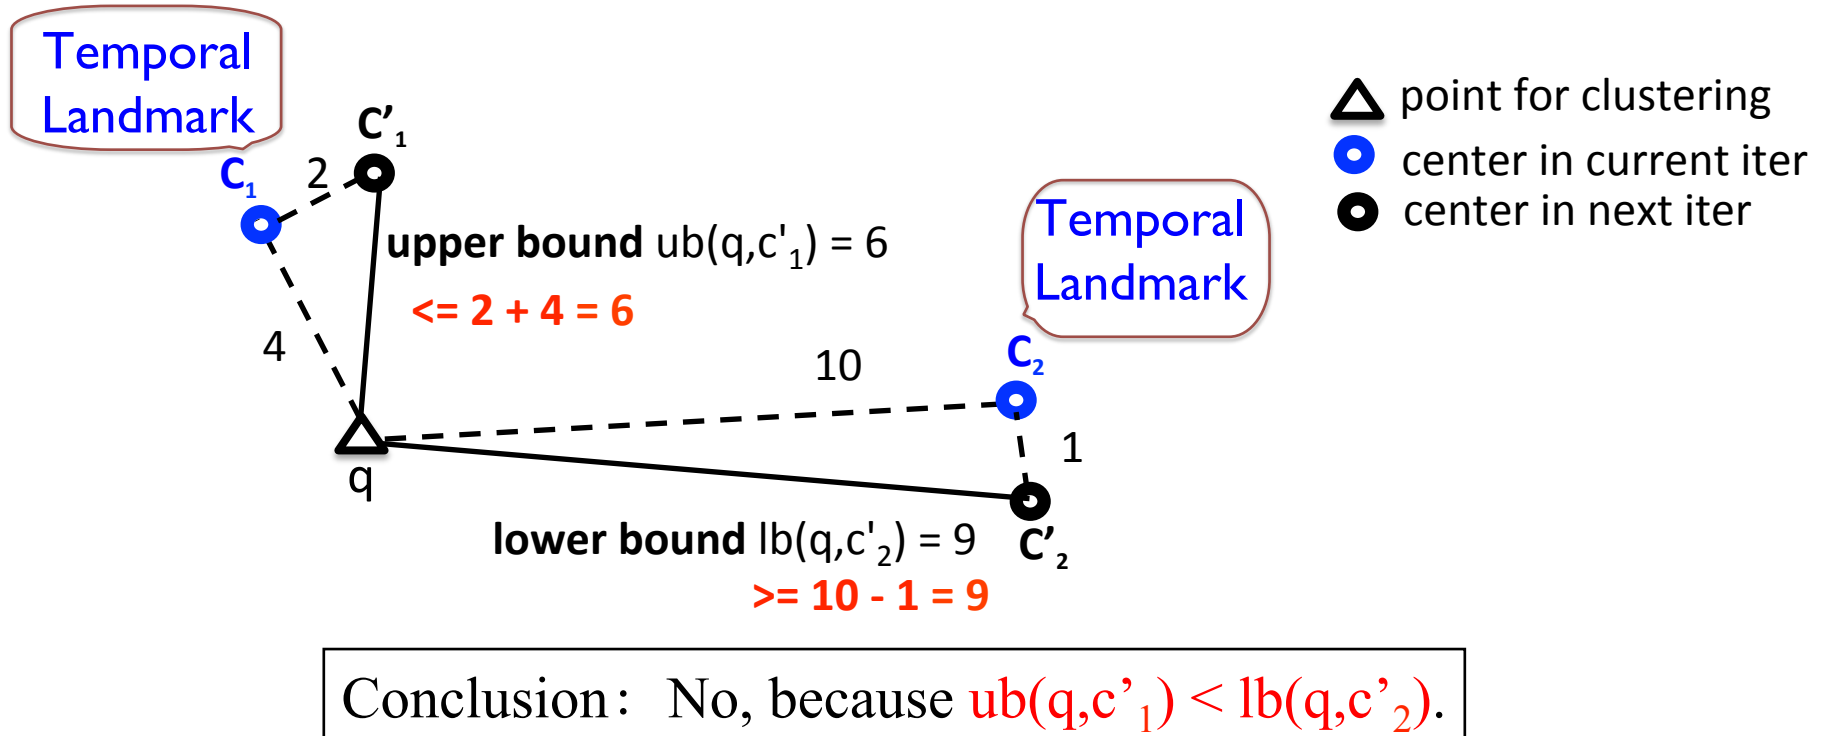 Temporal
Landmark
C'₁
C₁
2
point for clustering
center in current iter
center in next iter
upper bound ub(q,c'₁) = 6
<= 2 + 4 = 6
Temporal
Landmark
4
10
C₂
1
q
lower bound lb(q,c'₂) = 9
C'₂
>= 10 - 1 = 9
Conclusion: No, because ub(q,c’₁) < lb(q,c’₂).